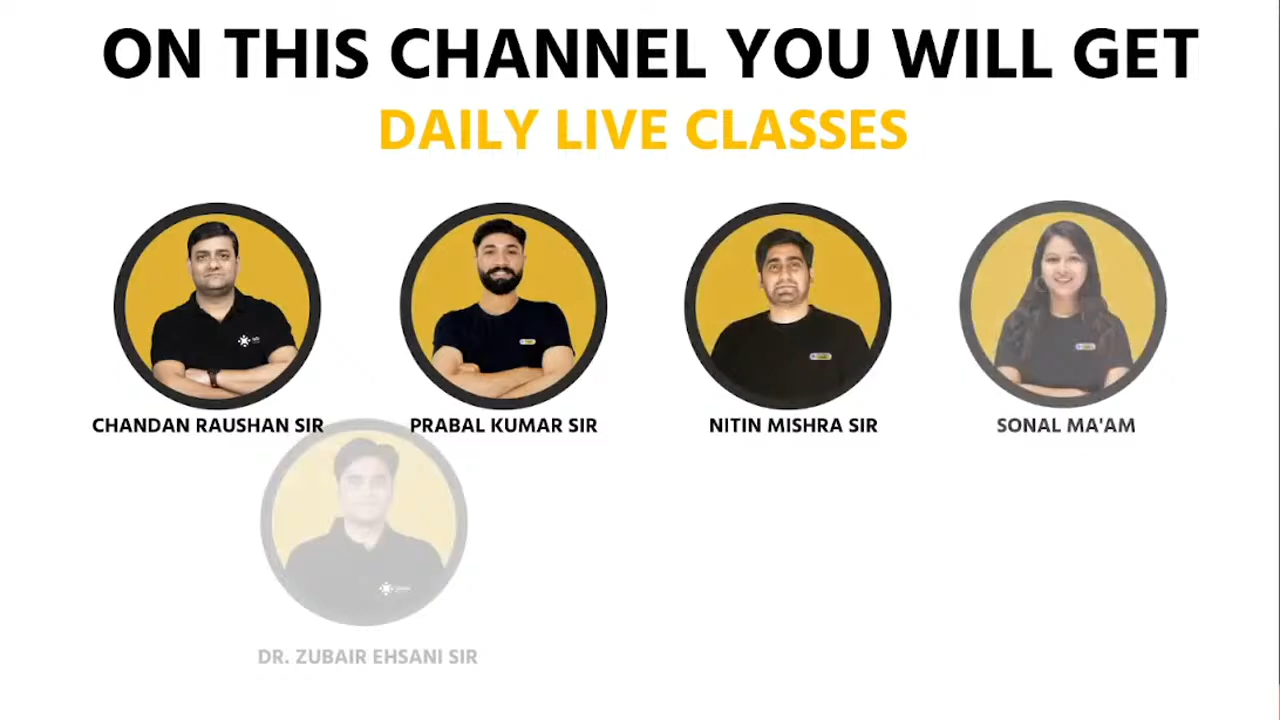 ON THIS CHANNEL YOU WILL GET
DAILY LIVE CLASSES
CHANDAN RAUSHAN SIR
PRABAL KUMAR SIR
NITIN MISHRA SIR
SONAL MA'AM
DR. ZUBAIR EHSANI SIR